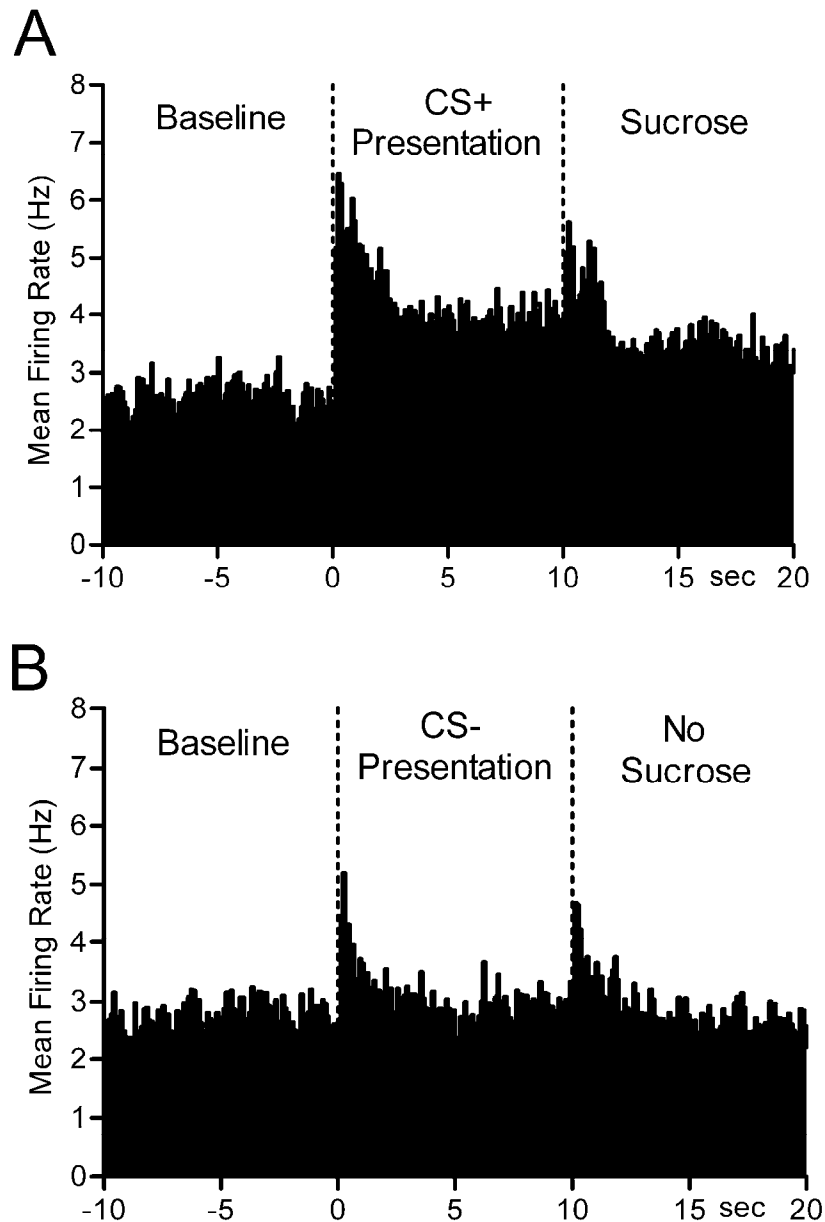 A
8
7
6
5
4
3
2
1
0
Mean Firing Rate (Hz)
Baseline
CS+
Presentation
Sucrose
-10 -5 0 5 10 15 sec 20
B
8
7
6
5
4
3
2
1
0
Mean Firing Rate (Hz)
Baseline
CS-
Presentation
No
Sucrose
-10 -5 0 5 10 15 sec 20